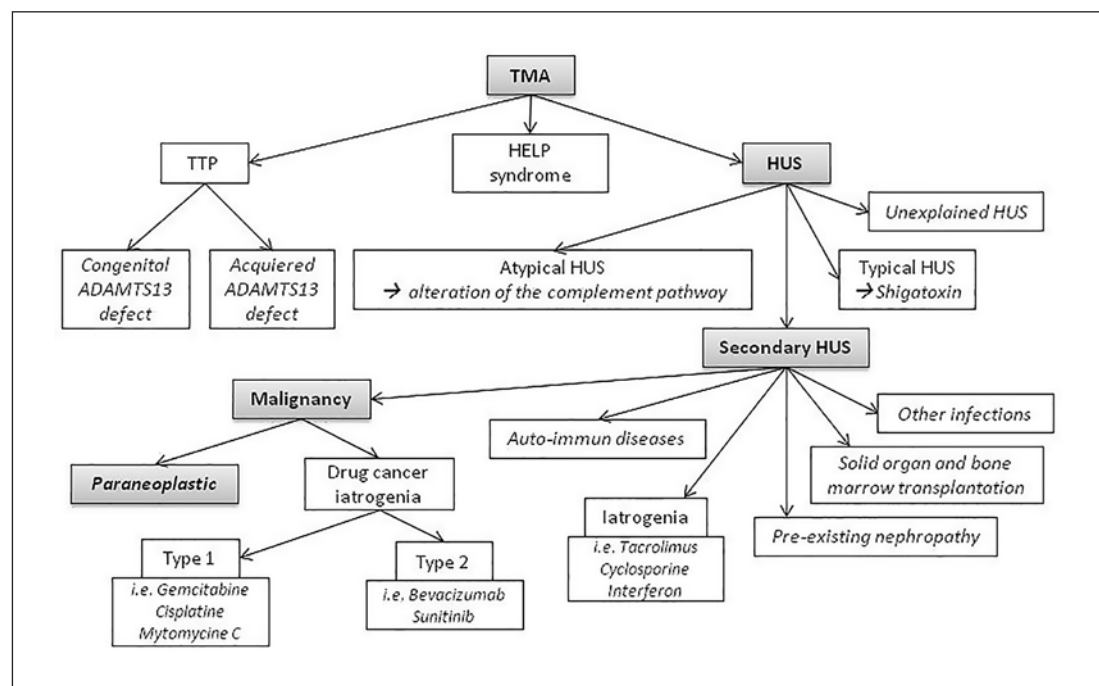 TMA
TTP
HELP
syndrome
HUS
Unexplained HUS
Congenital
ADAMTS13
defect
Acquiered
ADAMTS13
defect
Atypical HUS
→ alteration of the complement pathway
Typical HUS
→ Shigatoxin
Secondary HUS
Malignancy
Other infections
Auto-immun diseases
Paraneoplastic
Drug cancer
iatrogenia
Solid organ and bone
marrow transplantation
Iatrogenia
i.e. Tacrolimus
Cyclosporine
Interferon
Pre-existing nephropathy
Type 1
i.e. Gemcitabine
Cisplatine
Mytomycine C
Type 2
i.e. Bevacizumab
Sunitinib